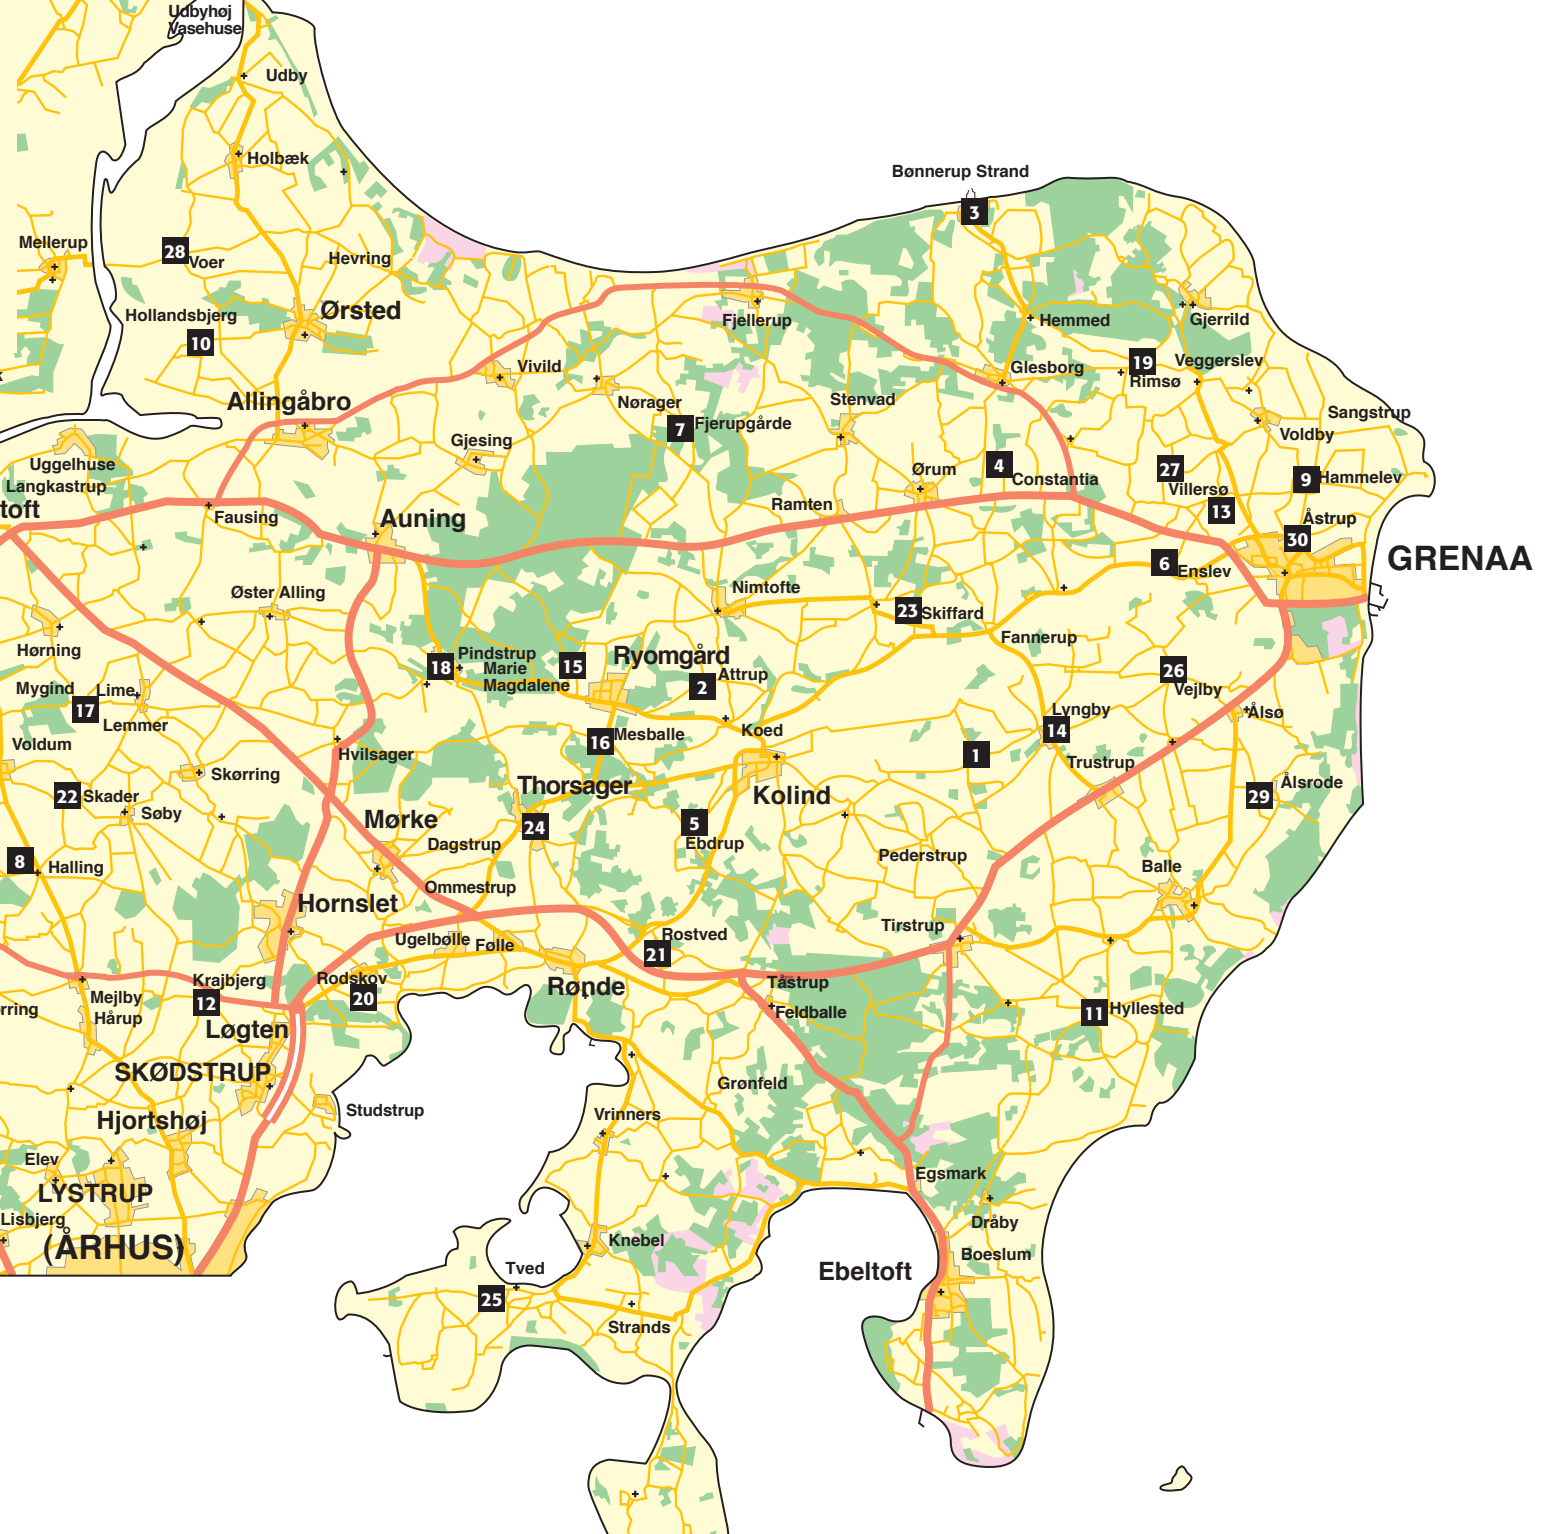 Udbyhøj
Vasehuse
Udby
Holbæk
Bønnerup Strand
3
Mellerup
28
Voer
Hevring
Hollandsbjerg
10
Ørsted
Fjellerup
Hemmed
Gjerrild
Vivild
Glesborg
19
Rimsø
Veggerslev
Allingåbro
Nørager
Stenvad
Sangstrup
7
Fjerupgårde
Voldby
Gjesing
Uggelhuse
Langkastrup
Ørum
4
Constantia
27
Villersø
9
Hammelev
toft
Fausing
Auning
Ramten
13
Åstrup
30
GRENAA
6
Enslev
Øster Alling
Nimtofte
23
Skiffard
Fannerup
Hørning
18
Pindstrup
Marie
Magdalene
15
Ryomgård
2
Attrup
26
Vejlby
Mygind
Lime
17
Lemmer
Lyngby
14
Ålsø
Voldum
Hvilsager
16
Mesballe
Koed
1
Trustrup
Skørring
22
Skader
Søby
Thorsager
Kolind
29
Ålsrode
Mørke
24
5
Ebdrup
Dagstrup
8
Halling
Pederstrup
Balle
Ommestrup
Hornslet
Ugelbølle
Følle
21
Rostved
Tirstrup
Krajbjerg
12
Rodskov
20
Rønde
Tåstrup
Feldballe
11
Hyllested
rring
Mejlby
Hårup
Løgten
SKØDSTRUP
Grønfeld
Hjortshøj
Studstrup
Vrinners
Elev
LYSTRUP
Egsmark
Lisbjerg
(ÅRHUS)
Dråby
Knebel
Boeslum
Tved
25
Ebeltoft
Strands